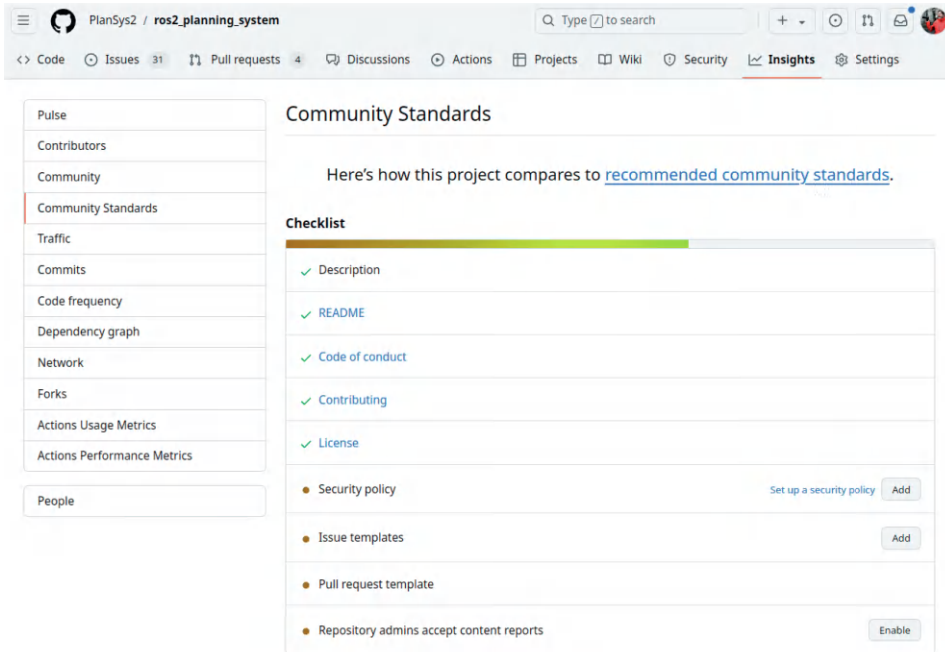 PlanSys2 / ros2_planning_system
Type / to search
Code
Issues 31
Pull requests 4
Discussions
Actions
Projects
Wiki
Security
Insights
Settings
Pulse
Contributors
Community
Community Standards
Traffic
Commits
Code frequency
Dependency graph
Network
Forks
Actions Usage Metrics
Actions Performance Metrics
People
Community Standards
Here’s how this project compares to recommended community standards.
Checklist
Description
README
Code of conduct
Contributing
License
Security policy Set up a security policy Add
Issue templates Add
Pull request template
Repository admins accept content reports Enable